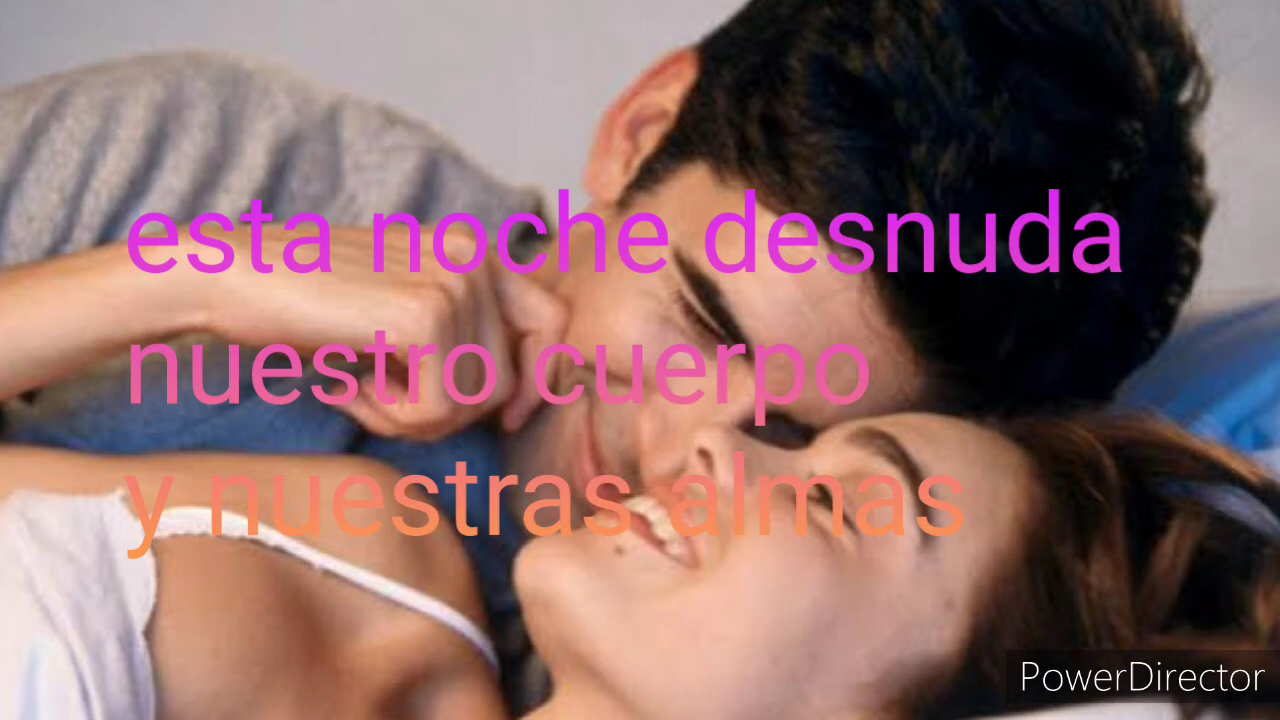 esta noche desnuda
nuestro cuerpo
y nuestras almas
PowerDirector